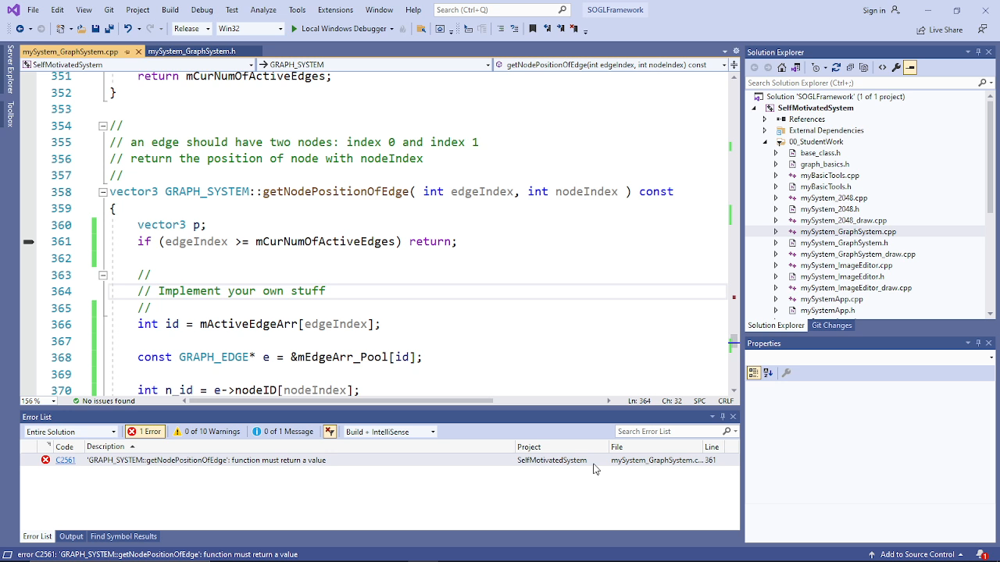 File Edit View Git Project Build Debug Test Analyze Tools Extensions Window Help Search (Ctrl+Q) SOGLFramework Sign in
Release Win32 Local Windows Debugger Live Share
Server Explorer
Toolbox
mySystem_GraphSystem.cpp mySystem_GraphSystem.h
SelfMotivatedSystem GRAPH_SYSTEM getNodePositionOfEdge(int edgeIndex, int nodeIndex) const
351 return mCurNumOfActiveEdges;
352 }
353
354 //
355 // an edge should have two nodes: index 0 and index 1
356 // return the position of node with nodeIndex
357 //
358 vector3 GRAPH_SYSTEM::getNodePositionOfEdge( int edgeIndex, int nodeIndex ) const
359 {
360 vector3 p;
361 if (edgeIndex >= mCurNumOfActiveEdges) return;
362
363 //
364 // Implement your own stuff
365 //
366 int id = mActiveEdgeArr[edgeIndex];
367
368 const GRAPH_EDGE* e = &mEdgeArr_Pool[id];
369
370 int n_id = e->nodeID[nodeIndex];
156 % No issues found Ln: 364 Ch: 32 SPC CRLF
Error List
Entire Solution 1 Error 0 of 10 Warnings 0 of 1 Message Build + IntelliSense Search Error List
Code Description Project File Line
C2561 'GRAPH_SYSTEM::getNodePositionOfEdge': function must return a value SelfMotivatedSystem mySystem_GraphSystem.c... 361
Error List Output Find Symbol Results
Solution Explorer
Search Solution Explorer (Ctrl+;)
Solution 'SOGLFramework' (1 of 1 project)
SelfMotivatedSystem
References
External Dependencies
00_StudentWork
base_class.h
graph_basics.h
myBasicTools.cpp
myBasicTools.h
mySystem_2048.cpp
mySystem_2048.h
mySystem_2048_draw.cpp
mySystem_GraphSystem.cpp
mySystem_GraphSystem.h
mySystem_GraphSystem_draw.cpp
mySystem_ImageEditor.cpp
mySystem_ImageEditor.h
mySystem_ImageEditor_draw.cpp
mySystemApp.cpp
mySystemApp.h
Solution Explorer Git Changes
Properties
error C2561: 'GRAPH_SYSTEM::getNodePositionOfEdge': function must return a value Add to Source Control 1